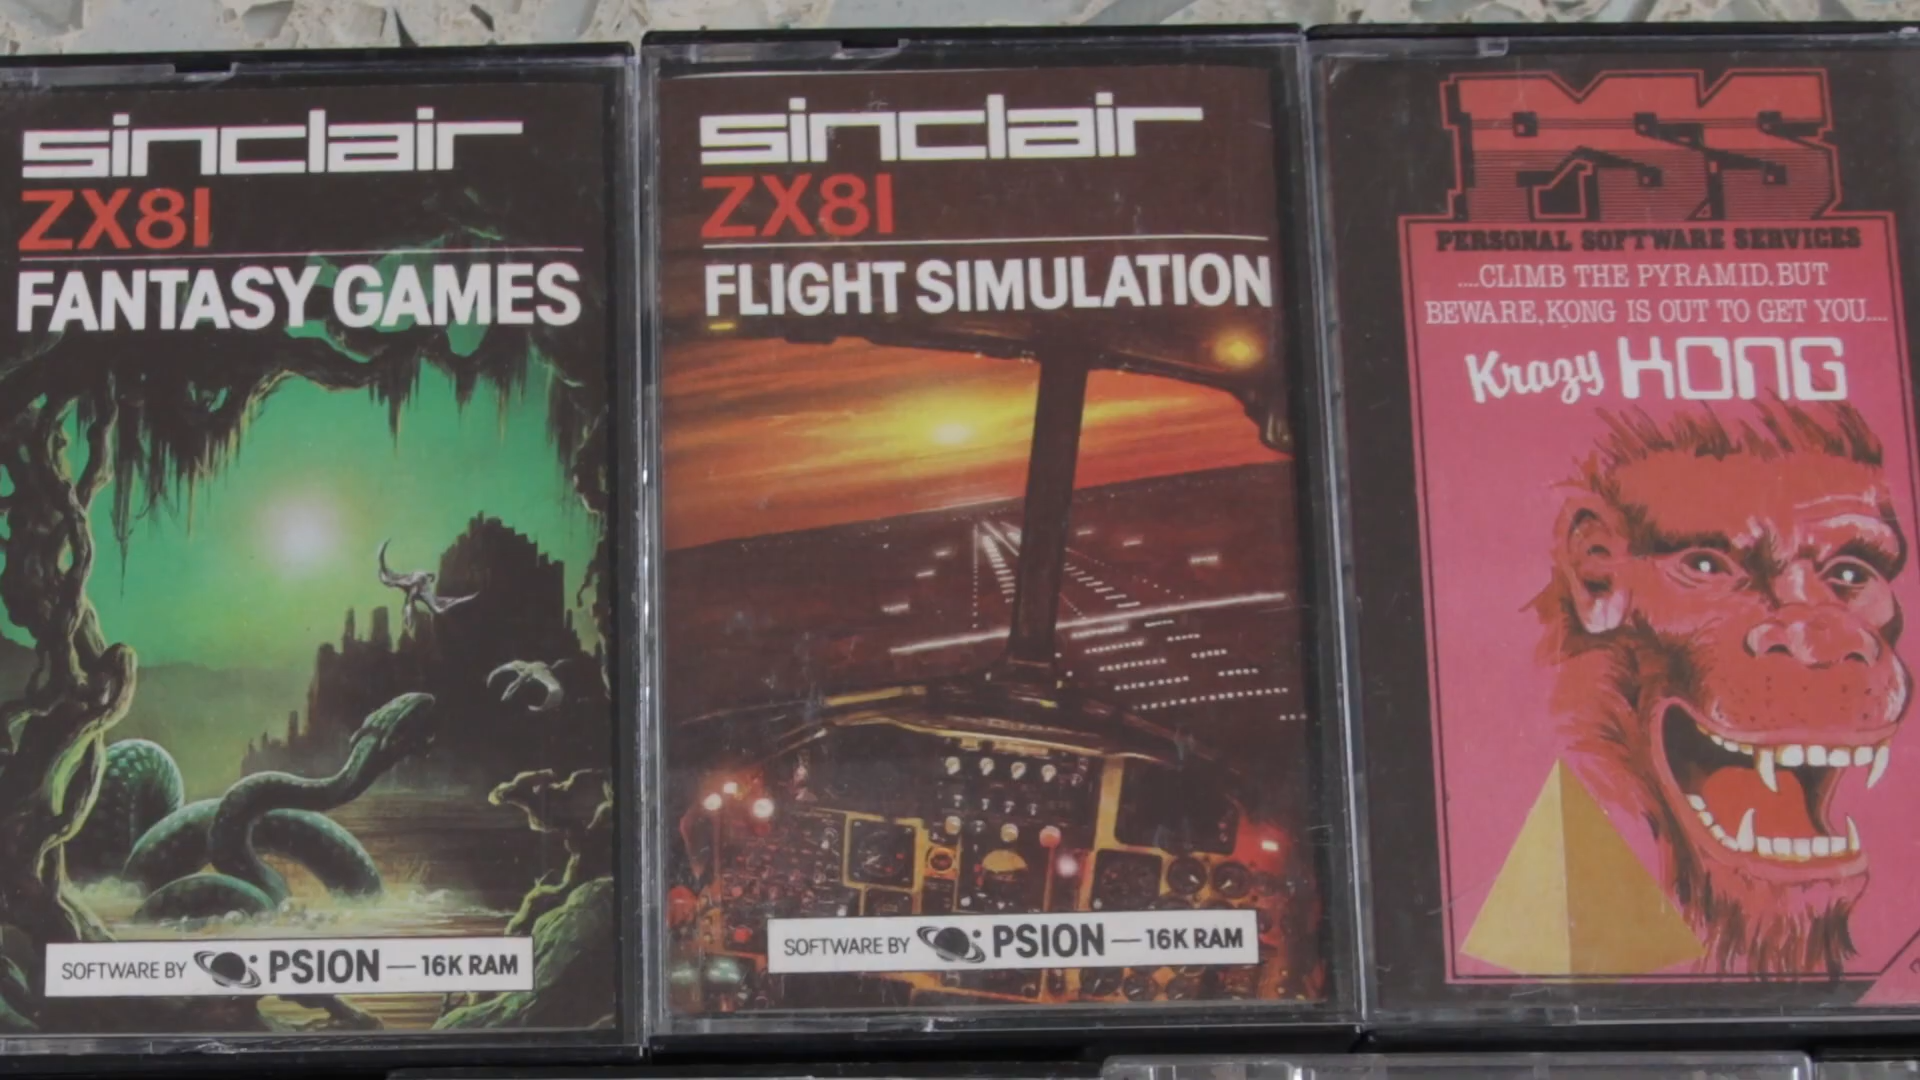 sinclair
ZX81
FANTASY GAMES
SOFTWARE BY PSION — 16K RAM
sinclair
ZX81
FLIGHT SIMULATION
SOFTWARE BY PSION — 16K RAM
PSS
PERSONAL SOFTWARE SERVICES
....CLIMB THE PYRAMID. BUT
BEWARE, KONG IS OUT TO GET YOU....
Krazy KONG